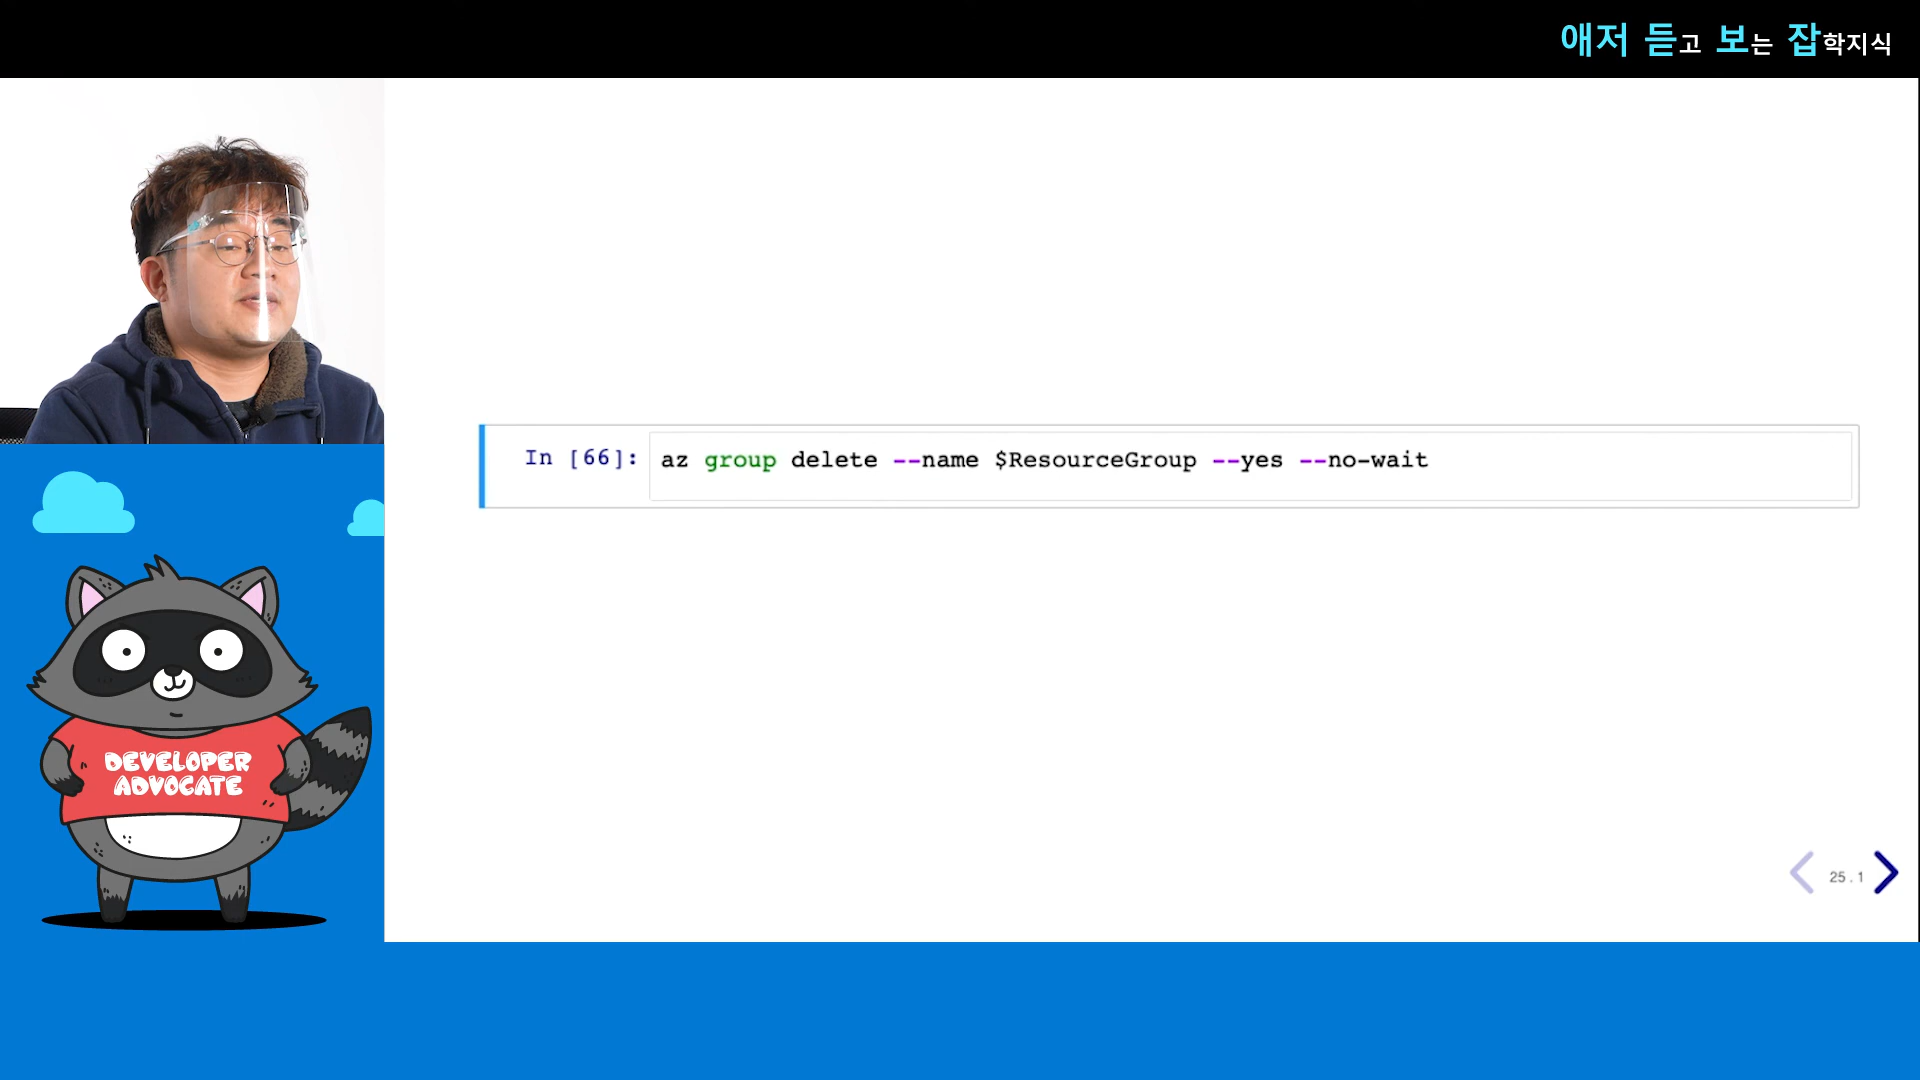 애저 듣고 보는 잡학지식
In [66]: az group delete --name $ResourceGroup --yes --no-wait
DEVELOPER
ADVOCATE
25.1